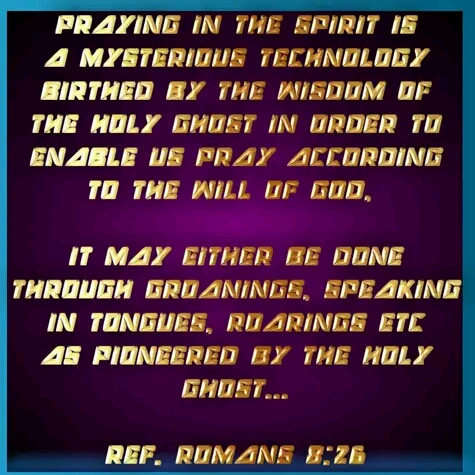 PRAYING IN THE SPIRIT IS
A MYSTERIOUS TECHNOLOGY
BIRTHED BY THE WISDOM OF
THE HOLY GHOST IN ORDER TO
ENABLE US PRAY ACCORDING
TO THE WILL OF GOD,
IT MAY EITHER BE DONE
THROUGH GROANINGS, SPEAKING
IN TONGUES, ROARINGS ETC
AS PIONEERED BY THE HOLY
GHOST...
REF. ROMANS 8:26